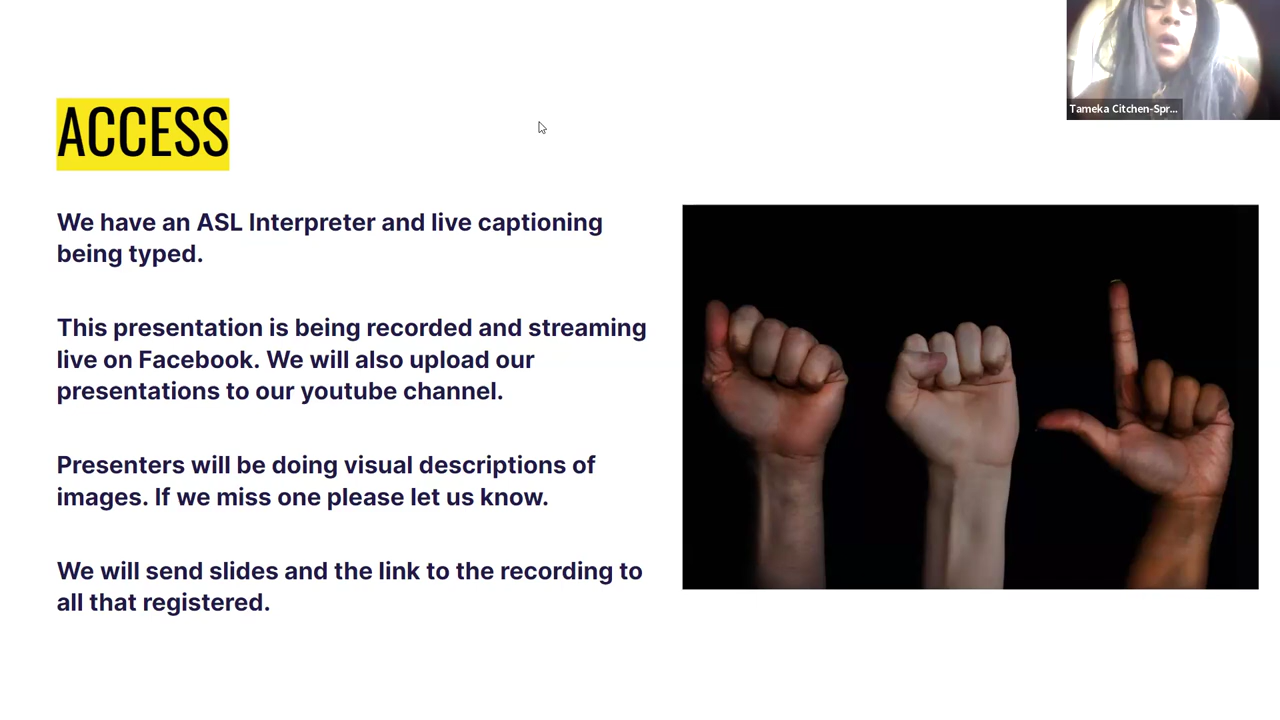 ACCESS
We have an ASL Interpreter and live captioning
being typed.
This presentation is being recorded and streaming
live on Facebook. We will also upload our
presentations to our youtube channel.
Presenters will be doing visual descriptions of
images. If we miss one please let us know.
We will send slides and the link to the recording to
all that registered.
Tameka Citchen-Spr...